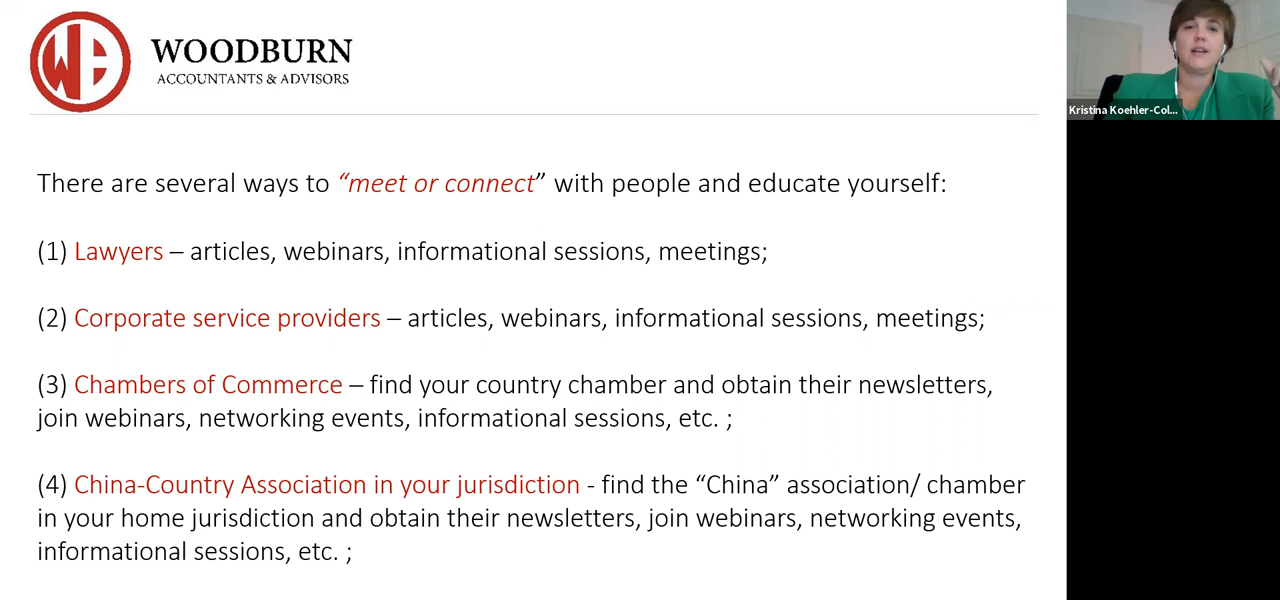 WOODBURN
ACCOUNTANTS & ADVISORS
Kristina Koehler-Col...
There are several ways to “meet or connect” with people and educate yourself:
(1) Lawyers – articles, webinars, informational sessions, meetings;
(2) Corporate service providers – articles, webinars, informational sessions, meetings;
(3) Chambers of Commerce – find your country chamber and obtain their newsletters,
join webinars, networking events, informational sessions, etc. ;
(4) China-Country Association in your jurisdiction - find the “China” association/ chamber
in your home jurisdiction and obtain their newsletters, join webinars, networking events,
informational sessions, etc. ;